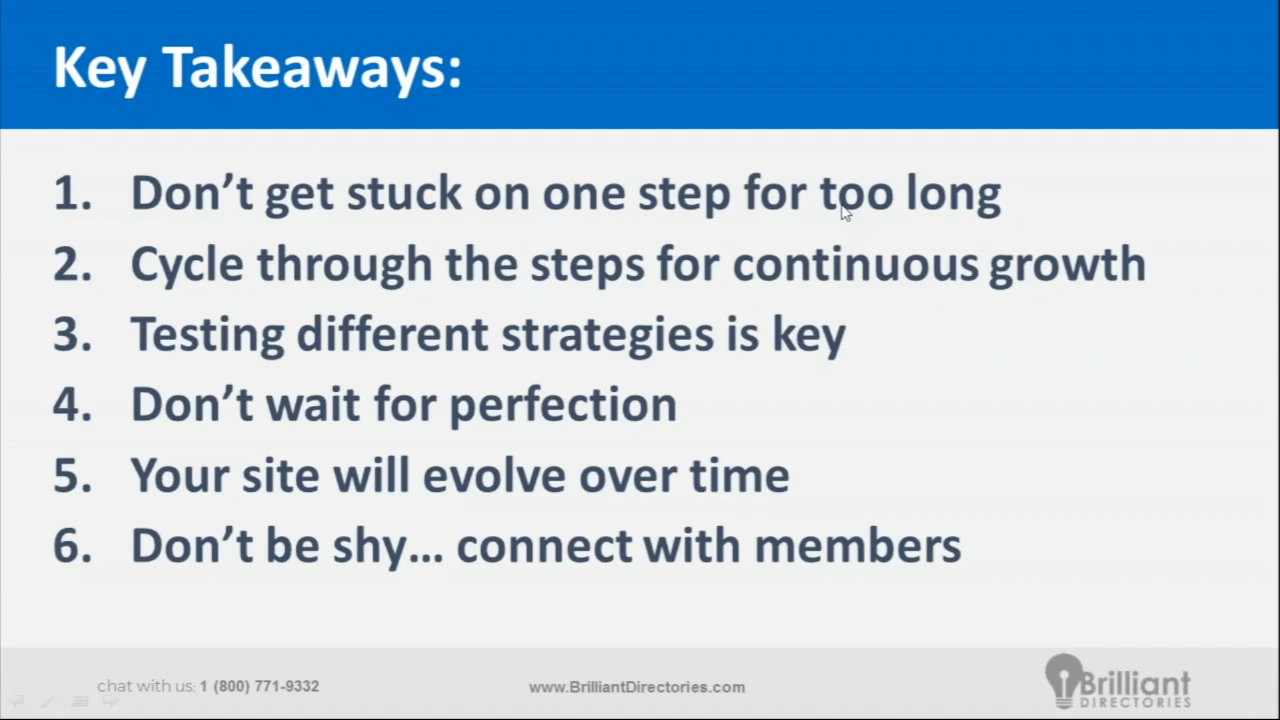 Key Takeaways:
1. Don’t get stuck on one step for too long
2. Cycle through the steps for continuous growth
3. Testing different strategies is key
4. Don’t wait for perfection
5. Your site will evolve over time
6. Don’t be shy... connect with members
chat with us: 1 (800) 771-9332
www.BrilliantDirectories.com
Brilliant
DIRECTORIES